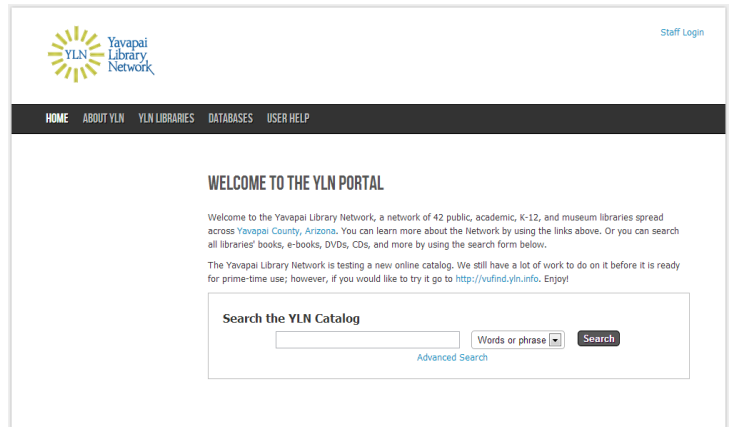 Yavapai
YLN Library
Network
Staff Login
HOME ABOUT YLN YLN LIBRARIES DATABASES USER HELP
WELCOME TO THE YLN PORTAL
Welcome to the Yavapai Library Network, a network of 42 public, academic, K-12, and museum libraries spread
across Yavapai County, Arizona. You can learn more about the Network by using the links above. Or you can search
all libraries' books, e-books, DVDs, CDs, and more by using the search form below.
The Yavapai Library Network is testing a new online catalog. We still have a lot of work to do on it before it is ready
for prime-time use; however, if you would like to try it go to http://vufind.yln.info. Enjoy!
Search the YLN Catalog
Words or phrase Search
Advanced Search